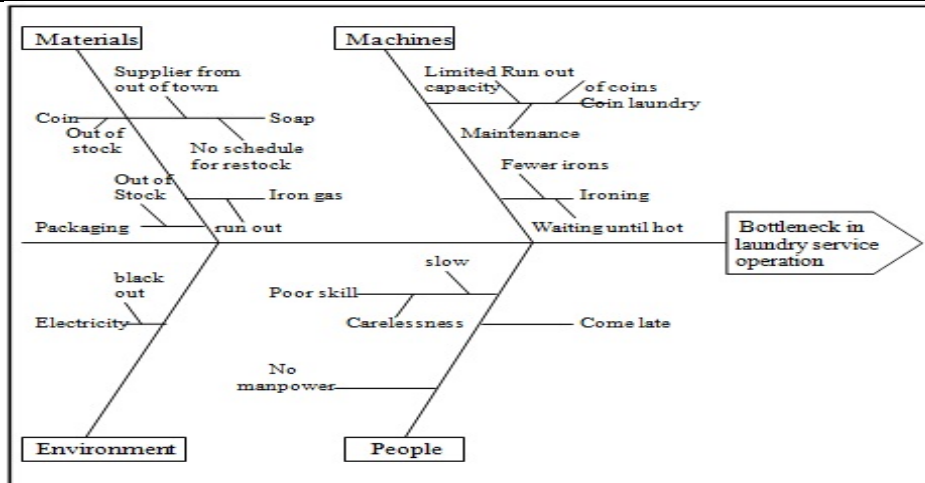 Materials
Machines
Supplier from
out of town
Limited Run out
capacity
of coins
Coin laundry
Coin
Soap
Out of
stock
No schedule
for restock
Maintenance
Out of
Stock
Iron gas
Fewer irons
Ironing
Packaging
run out
Waiting until hot
Bottleneck in
laundry service
operation
black
out
slow
Poor skill
Electricity
Carelessness
Come late
No
manpower
Environment
People